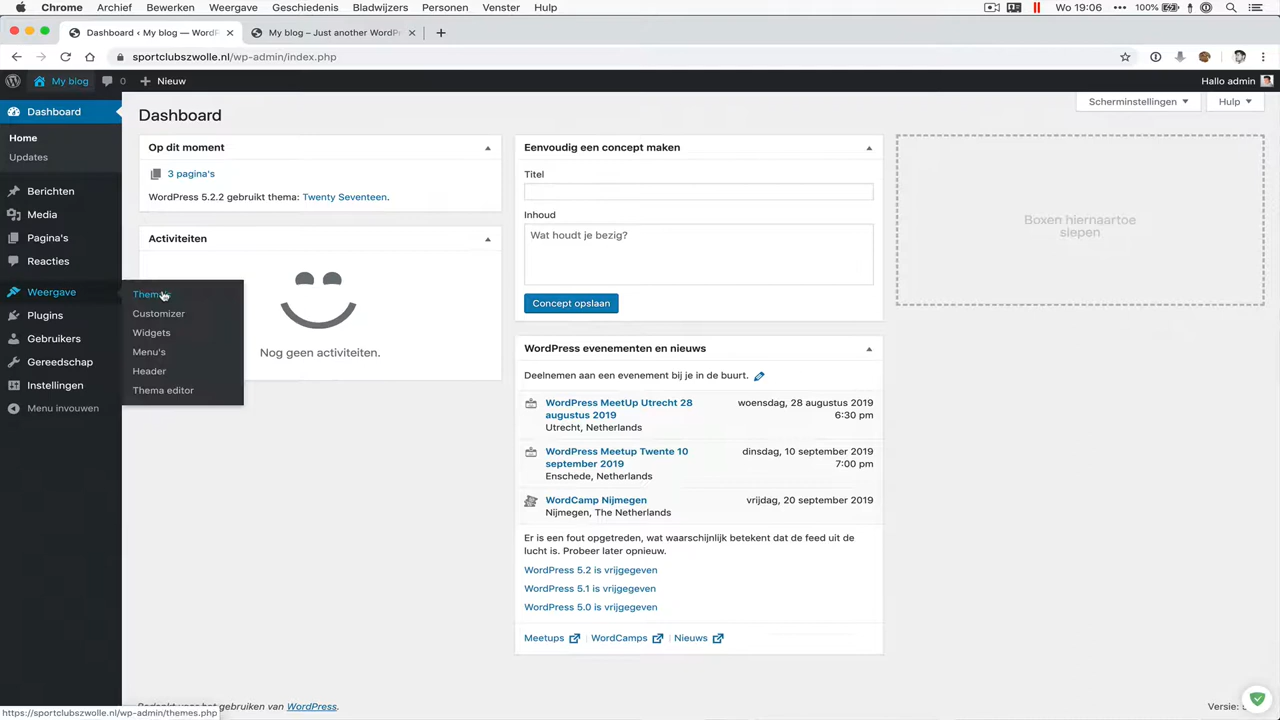 Chrome Archief Bewerken Weergave Geschiedenis Bladwijzers Personen Venster Hulp Wo 19:06 100%
Dashboard ‹ My blog — WordP
My blog – Just another WordPr
sportclubszwolle.nl/wp-admin/index.php
My blog 0 Nieuw Hallo admin
Dashboard
Home
Updates
Berichten
Media
Pagina's
Reacties
Weergave
Plugins
Gebruikers
Gereedschap
Instellingen
Menu invouwen
Customizer
Widgets
Menu's
Header
Thema editor
Scherminstellingen Hulp
Dashboard
Op dit moment
3 pagina's
WordPress 5.2.2 gebruikt thema: Twenty Seventeen.
Activiteiten
Nog geen activiteiten.
Eenvoudig een concept maken
Titel
Inhoud
Wat houdt je bezig?
Concept opslaan
WordPress evenementen en nieuws
Deelnemen aan een evenement bij je in de buurt.
WordPress MeetUp Utrecht 28 augustus 2019
Utrecht, Netherlands
woensdag, 28 augustus 2019
6:30 pm
WordPress Meetup Twente 10 september 2019
Enschede, Netherlands
dinsdag, 10 september 2019
7:00 pm
WordCamp Nijmegen
Nijmegen, The Netherlands
vrijdag, 20 september 2019
Er is een fout opgetreden, wat waarschijnlijk betekent dat de feed uit de
lucht is. Probeer later opnieuw.
WordPress 5.2 is vrijgegeven
WordPress 5.1 is vrijgegeven
WordPress 5.0 is vrijgegeven
Meetups | WordCamps | Nieuws
Boxen hiernaartoe
slepen
van WordPress.
Versie:
https://sportclubszwolle.nl/wp-admin/themes.php